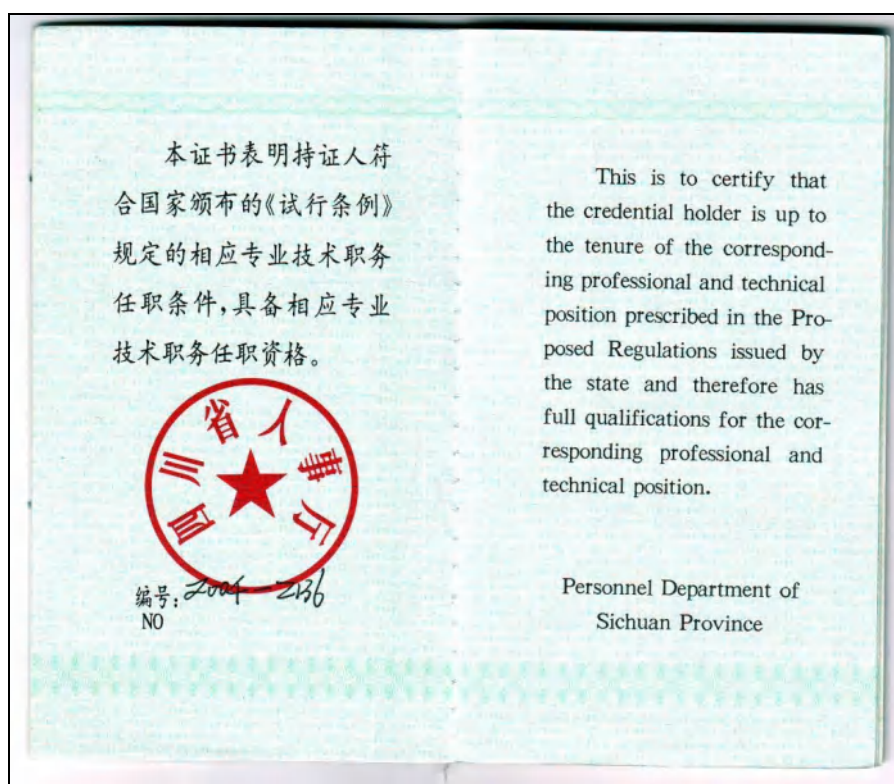 本证书表明持证人符
合国家颁布的《试行条例》
规定的相应专业技术职务
任职条件，具备相应专业
技术职务任职资格。
四川省人事厅
编号：2004-2136
NO
This is to certify that
the credential holder is up to
the tenure of the correspond-
ing professional and technical
position prescribed in the Pro-
posed Regulations issued by
the state and therefore has
full qualifications for the cor-
responding professional and
technical position.
Personnel Department of
Sichuan Province